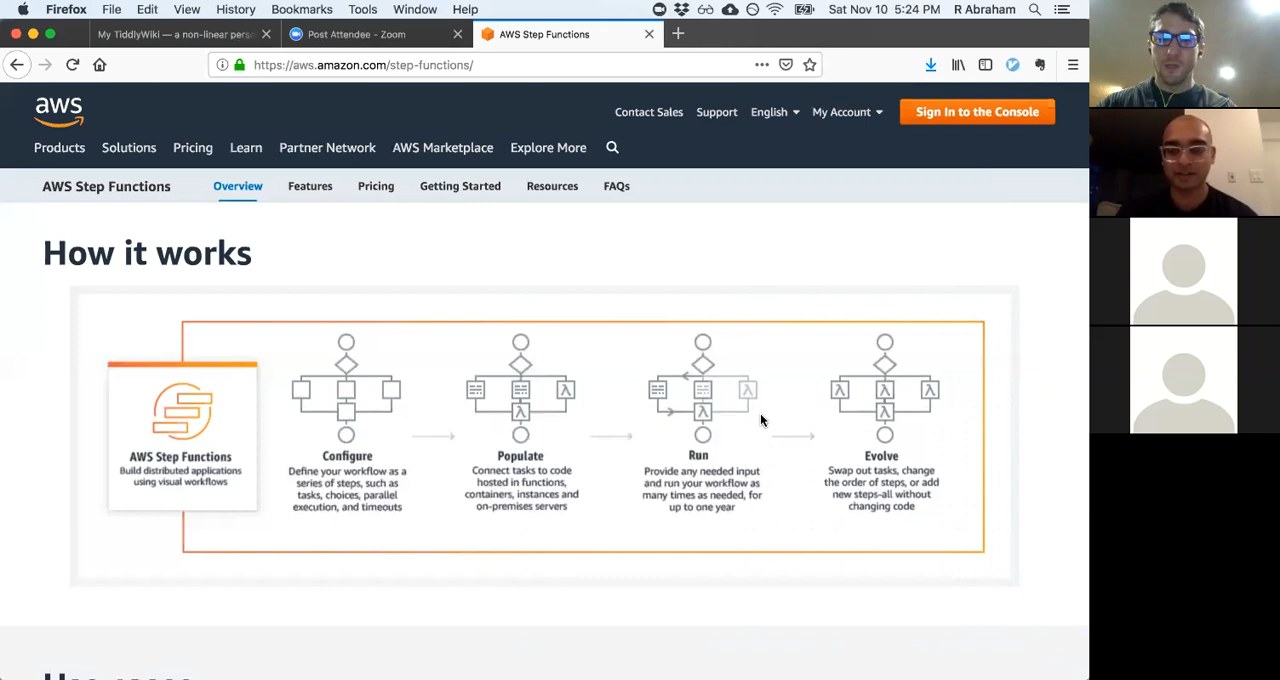 Firefox File Edit View History Bookmarks Tools Window Help Sat Nov 10 5:24 PM R Abraham
My TiddlyWiki — a non-linear perso
Post Attendee - Zoom
AWS Step Functions
https://aws.amazon.com/step-functions/
aws
Contact Sales Support English My Account Sign In to the Console
Products Solutions Pricing Learn Partner Network AWS Marketplace Explore More
AWS Step Functions Overview Features Pricing Getting Started Resources FAQs
How it works
AWS Step Functions
Build distributed applications
using visual workflows
Configure
Define your workflow as a
series of steps, such as
tasks, choices, parallel
execution, and timeouts
Populate
Connect tasks to code
hosted in functions,
containers, instances and
on-premises servers
Run
Provide any needed input
and run your workflow as
many times as needed, for
up to one year
Evolve
Swap out tasks, change
the order of steps, or add
new steps-all without
changing code